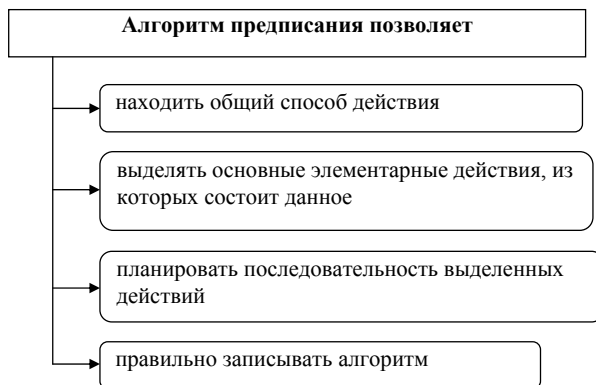 Алгоритм предписания позволяет
находить общий способ действия
выделять основные элементарные действия, из
которых состоит данное
планировать последовательность выделенных
действий
правильно записывать алгоритм